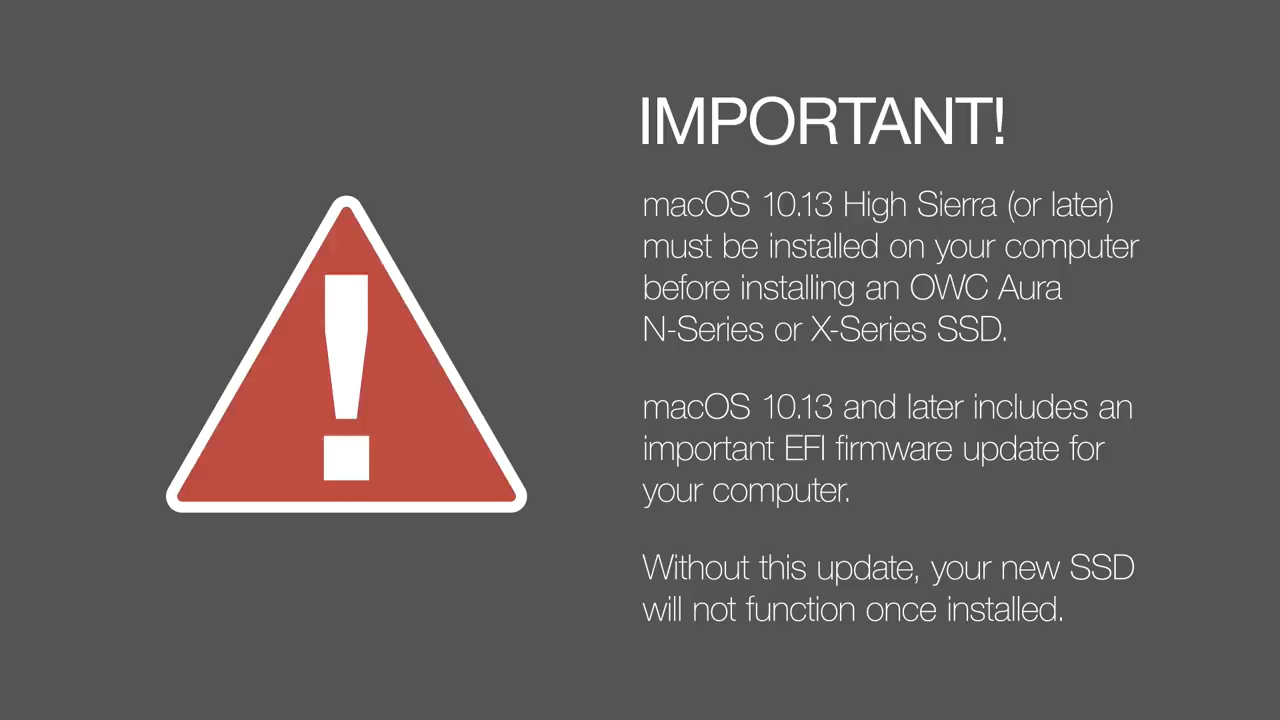 IMPORTANT!
macOS 10.13 High Sierra (or later)
must be installed on your computer
before installing an OWC Aura
N-Series or X-Series SSD.
macOS 10.13 and later includes an
important EFI firmware update for
your computer.
Without this update, your new SSD
will not function once installed.